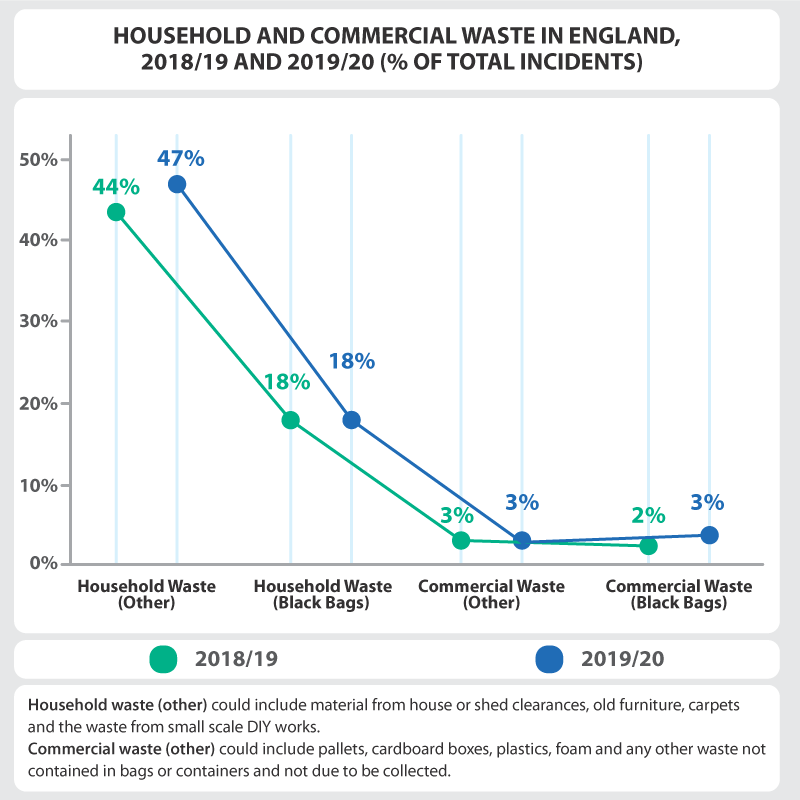 HOUSEHOLD AND COMMERCIAL WASTE IN ENGLAND,
2018/19 AND 2019/20 (% OF TOTAL INCIDENTS)
50%
40%
30%
20%
10%
0%
44%
47%
18%
18%
3%
3%
2%
3%
Household Waste
(Other)
Household Waste
(Black Bags)
Commercial Waste
(Other)
Commercial Waste
(Black Bags)
2018/19
2019/20
Household waste (other) could include material from house or shed clearances, old furniture, carpets
and the waste from small scale DIY works.
Commercial waste (other) could include pallets, cardboard boxes, plastics, foam and any other waste not
contained in bags or containers and not due to be collected.